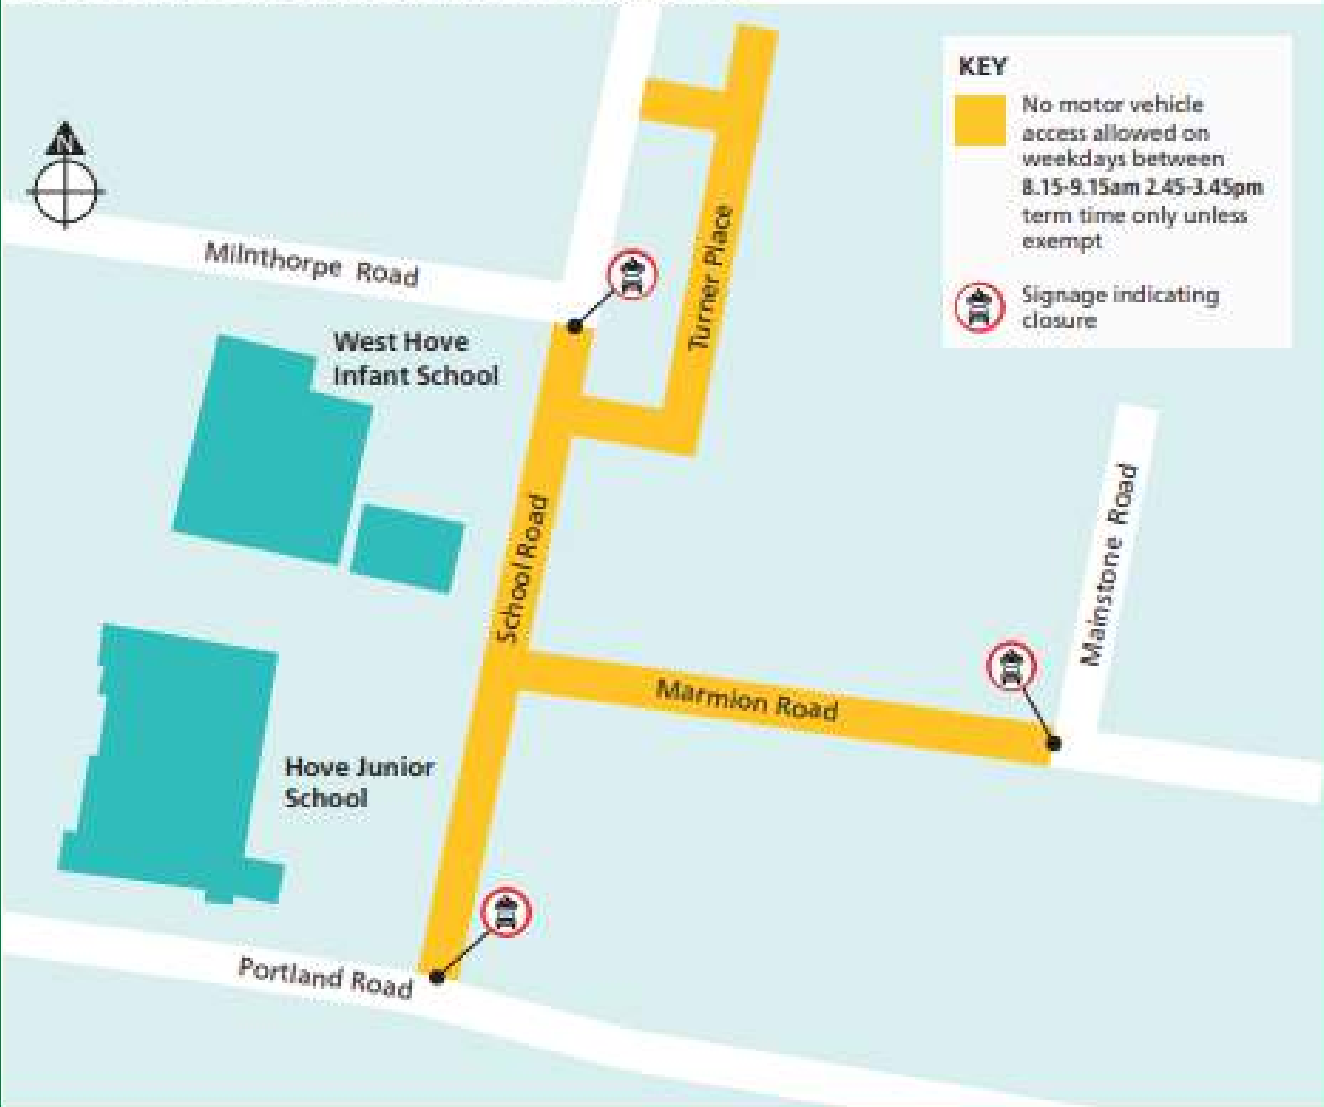 KEY
No motor vehicle
access allowed on
weekdays between
8.15-9.15am 2.45-3.45pm
term time only unless
exempt
Signage indicating
closure
N
Milnthorpe Road
West Hove
Infant School
Turner Place
School Road
Mainstone Road
Marmion Road
Hove Junior
School
Portland Road